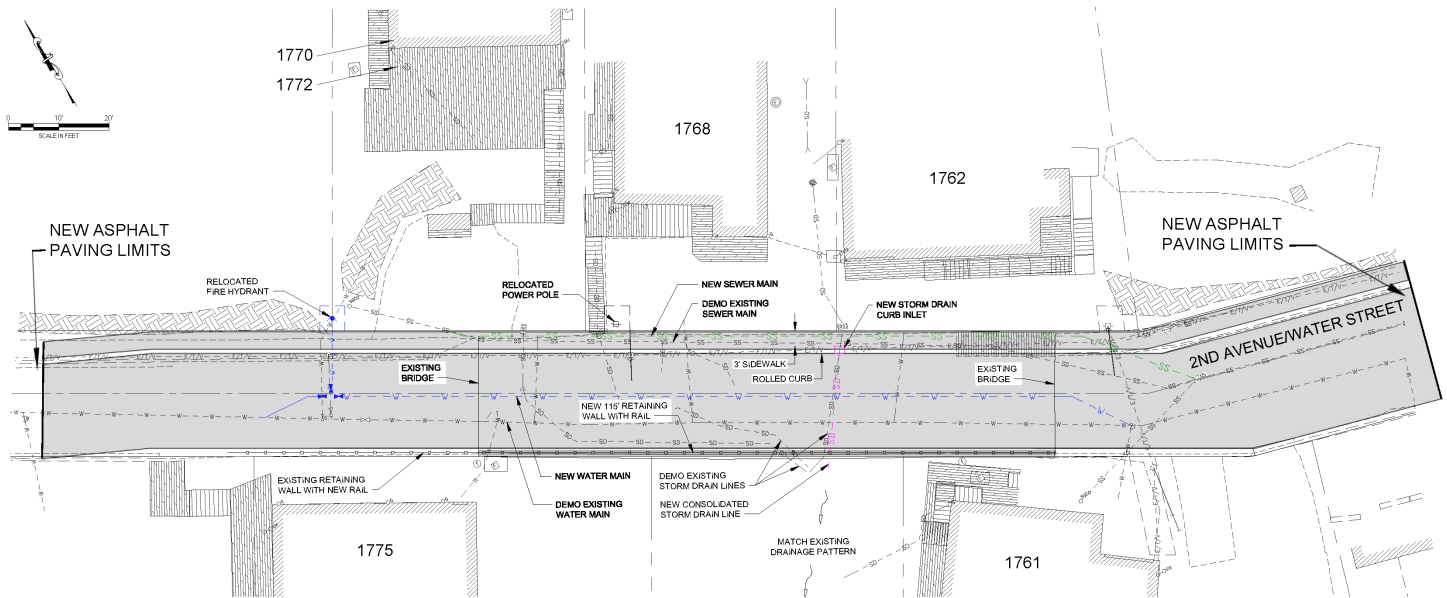 1770
1772
0 10' 20'
SCALE IN FEET
1768
1762
NEW ASPHALT
PAVING LIMITS
NEW ASPHALT
PAVING LIMITS
RELOCATED
FIRE HYDRANT
RELOCATED
POWER POLE
NEW SEWER MAIN
DEMO EXISTING
SEWER MAIN
NEW STORM DRAIN
CURB INLET
2ND AVENUE/WATER STREET
3' SIDEWALK
ROLLED CURB
EXISTING
BRIDGE
EXISTING
BRIDGE
NEW 115' RETAINING
WALL WITH RAIL
EXISTING RETAINING
WALL WITH NEW RAIL
NEW WATER MAIN
DEMO EXISTING
WATER MAIN
DEMO EXISTING
STORM DRAIN LINES
NEW CONSOLIDATED
STORM DRAIN LINE
MATCH EXISTING
DRAINAGE PATTERN
1775
1761